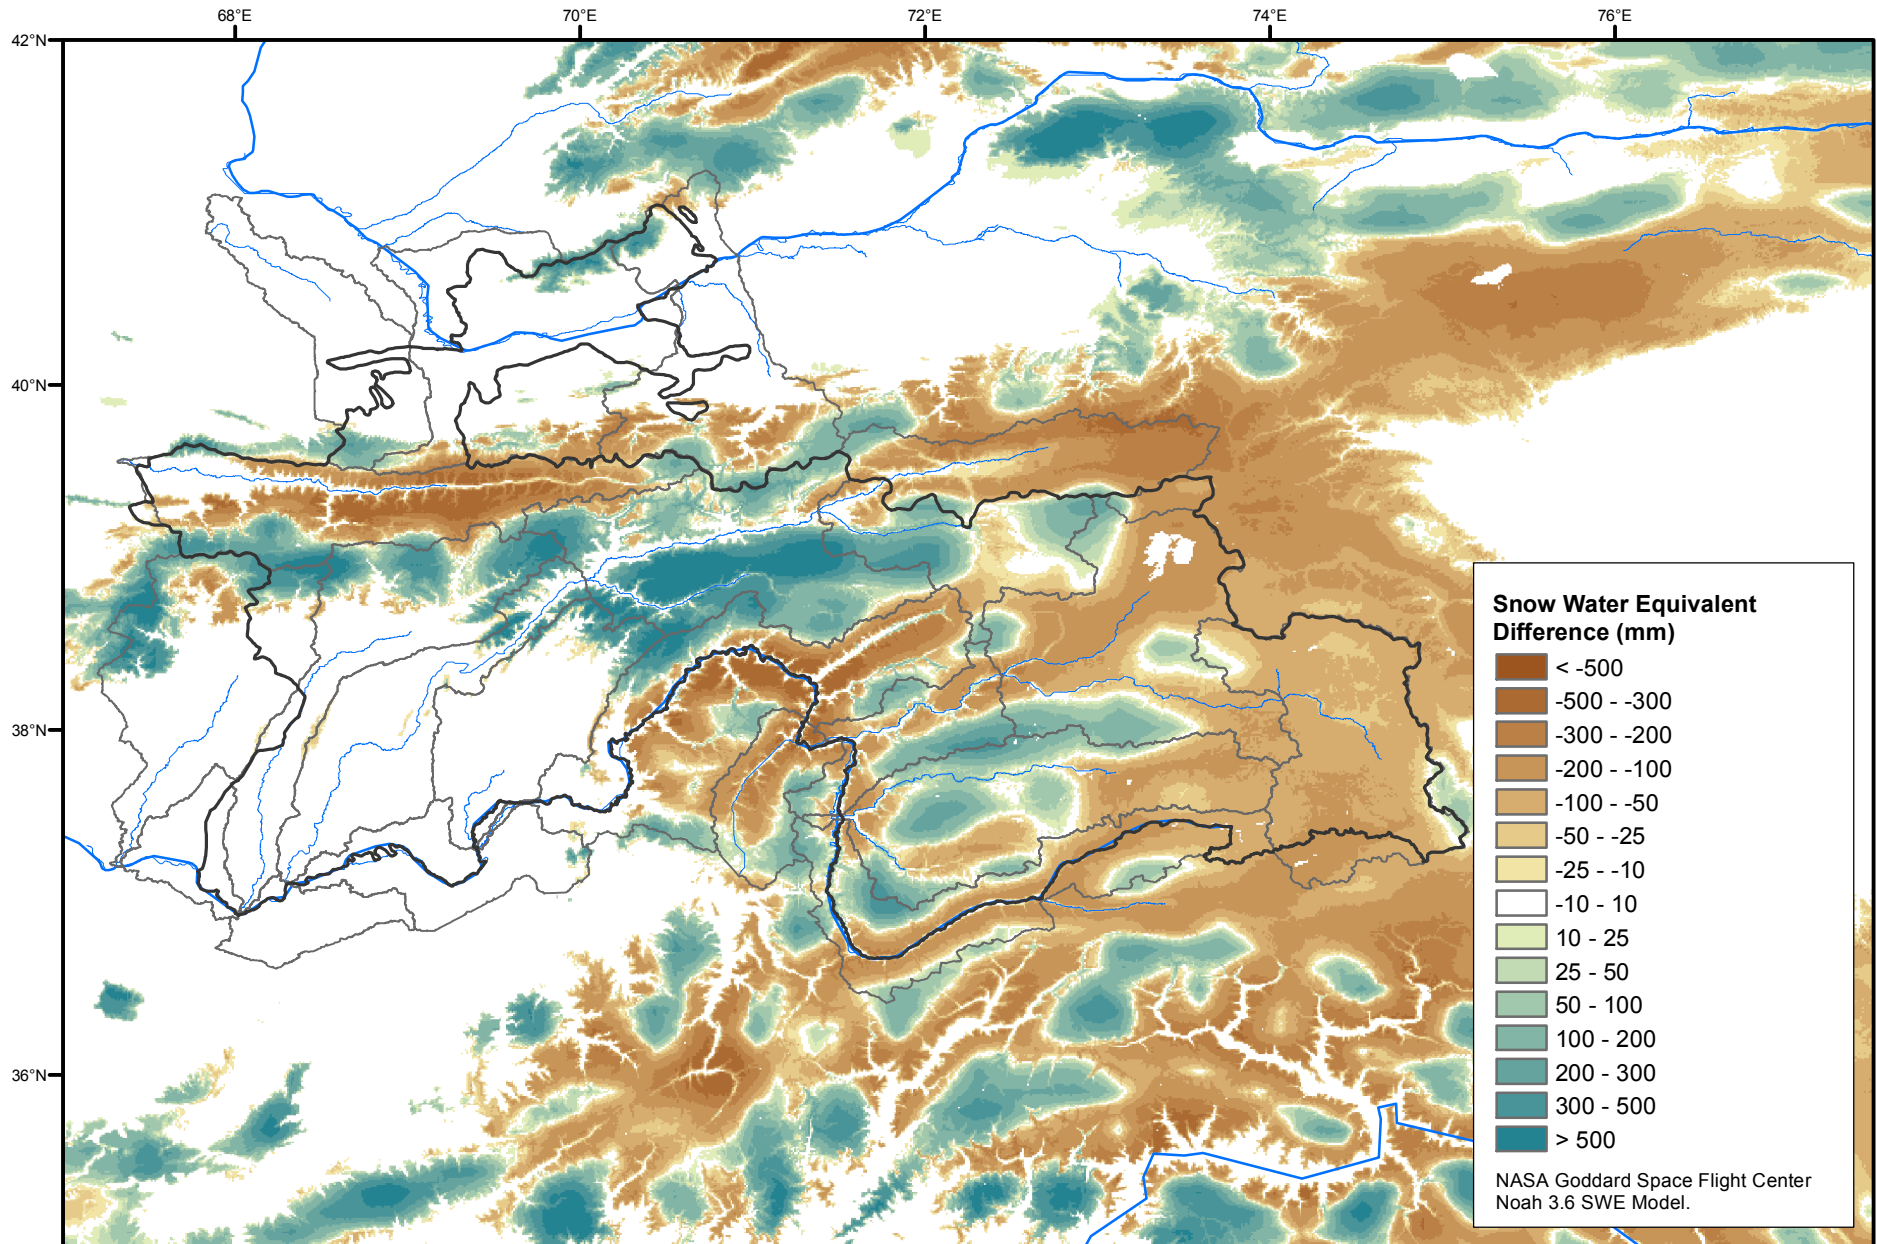 68°E
70°E
72°E
74°E
76°E
42°N
40°N
38°N
36°N
Snow Water Equivalent
Difference (mm)
< -500
-500 - -300
-300 - -200
-200 - -100
-100 - -50
-50 - -25
-25 - -10
-10 - 10
10 - 25
25 - 50
50 - 100
100 - 200
200 - 300
300 - 500
> 500
NASA Goddard Space Flight Center
Noah 3.6 SWE Model.